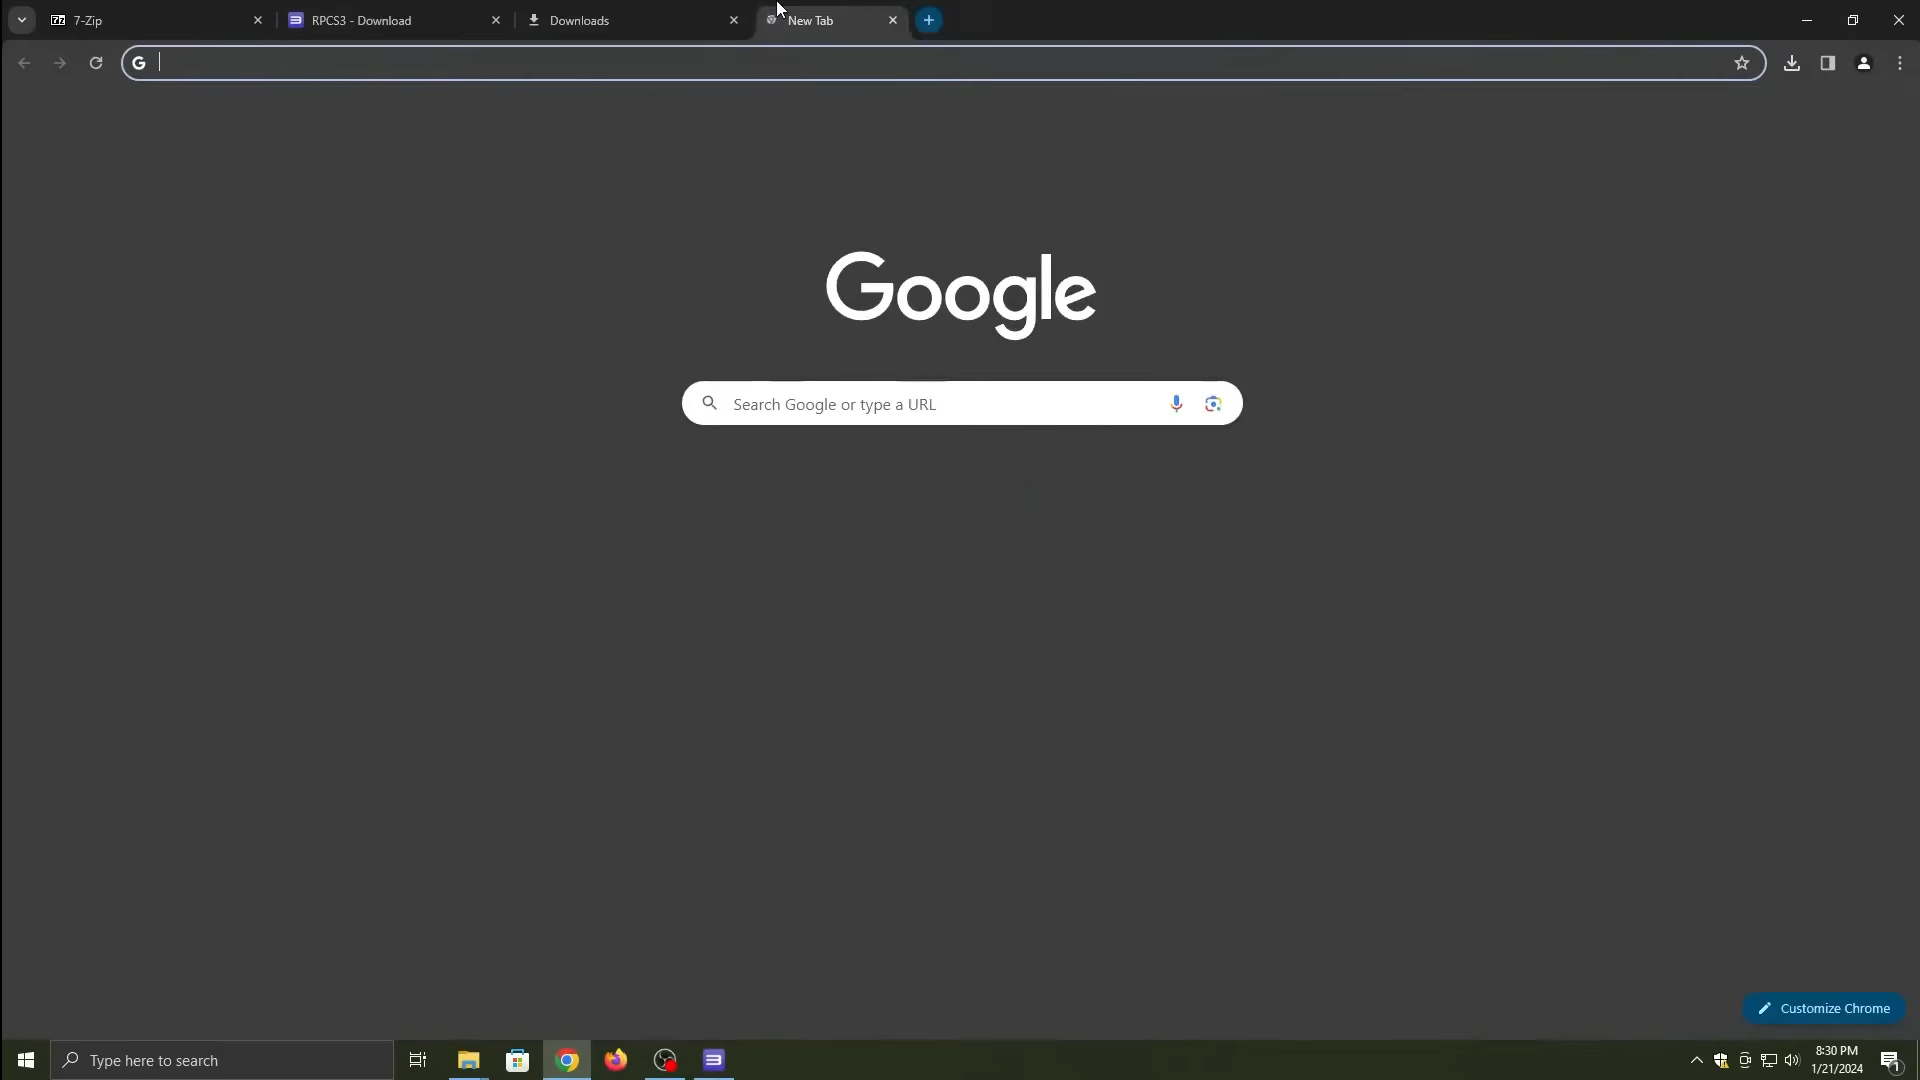 7-Zip
RPCS3 - Download
Downloads
New Tab
Google
Search Google or type a URL
Customize Chrome
Type here to search
8:30 PM
1/21/2024
1